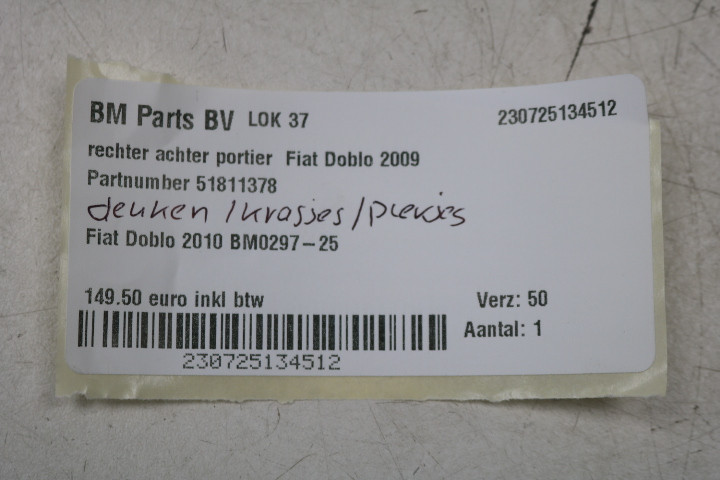 BM Parts BV LOK 37 230725134512
rechter achter portier Fiat Doblo 2009
Partnumber 51811378
deuken / krasjes / plekjes
Fiat Doblo 2010 BM0297-25
149.50 euro inkl btw Verz: 50
Aantal: 1
230725134512